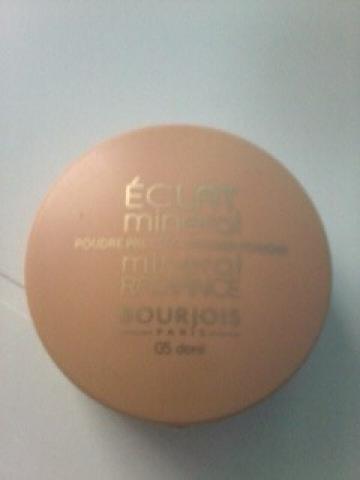 ÉCLAT
minéral
POUDRE
mineral
RADIANCE
BOURJOIS
PARIS
05 doré